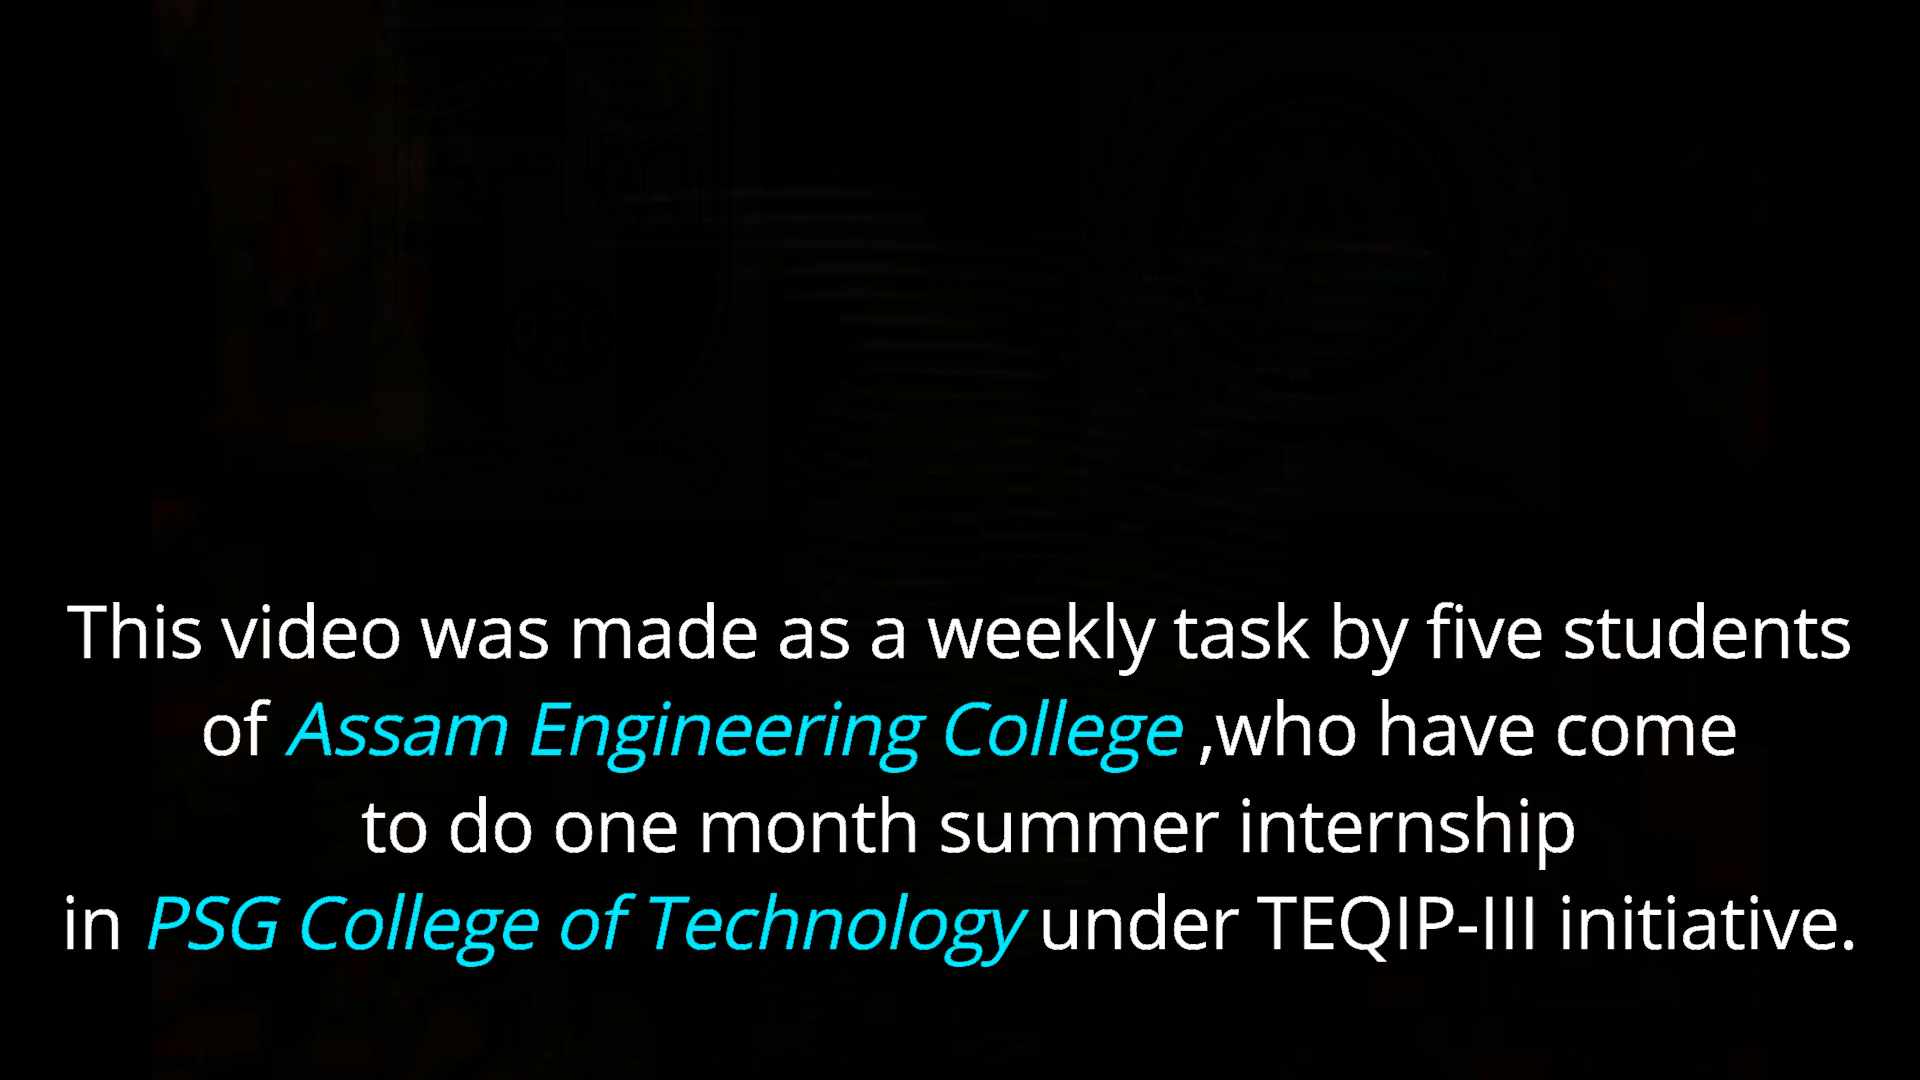 This video was made as a weekly task by five students
of Assam Engineering College ,who have come
to do one month summer internship
in PSG College of Technology under TEQIP-III initiative.